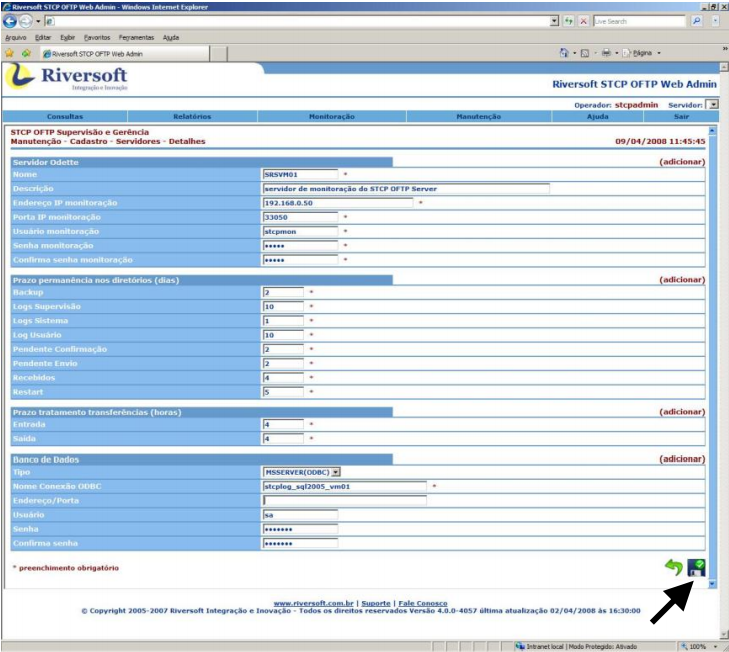 Riversoft STCP OFTP Web Admin - Windows Internet Explorer
Live Search
Arquivo Editar Exibir Favoritos Ferramentas Ajuda
Riversoft STCP OFTP Web Admin
Página
Riversoft
Integração e Inovação
Riversoft STCP OFTP Web Admin
Operador: stcpadmin Servidor:
Consultas Relatórios Monitoração Manutenção Ajuda Sair
STCP OFTP Supervisão e Gerência
Manutenção - Cadastro - Servidores - Detalhes 09/04/2008 11:45:45
Servidor Odette (adicionar)
Nome SRSVM01 *
Descrição servidor de monitoração do STCP OFTP Server
Endereço IP monitoração 192.168.0.50 *
Porta IP monitoração 33050 *
Usuário monitoração stcpmon *
Senha monitoração ••••• *
Confirma senha monitoração ••••• *
Prazo permanência nos diretórios (dias) (adicionar)
Backup 2 *
Logs Supervisão 10 *
Logs Sistema 1 *
Log Usuário 10 *
Pendente Confirmação 2 *
Pendente Envio 2 *
Recebidos 4 *
Restart 5 *
Prazo tratamento transferências (horas) (adicionar)
Entrada 4 *
Saída 4 *
Banco de Dados (adicionar)
Tipo MSSERVER(ODBC)
Nome Conexão ODBC stcplog_sql2005_vm01 *
Endereço/Porta
Usuário sa
Senha •••••••
Confirma senha •••••••
* preenchimento obrigatório
www.riversoft.com.br | Suporte | Fale Conosco
© Copyright 2005-2007 Riversoft Integração e Inovação - Todos os direitos reservados Versão 4.0.0-4057 última atualização 02/04/2008 às 16:30:00
Intranet local | Modo Protegido: Ativado 100%